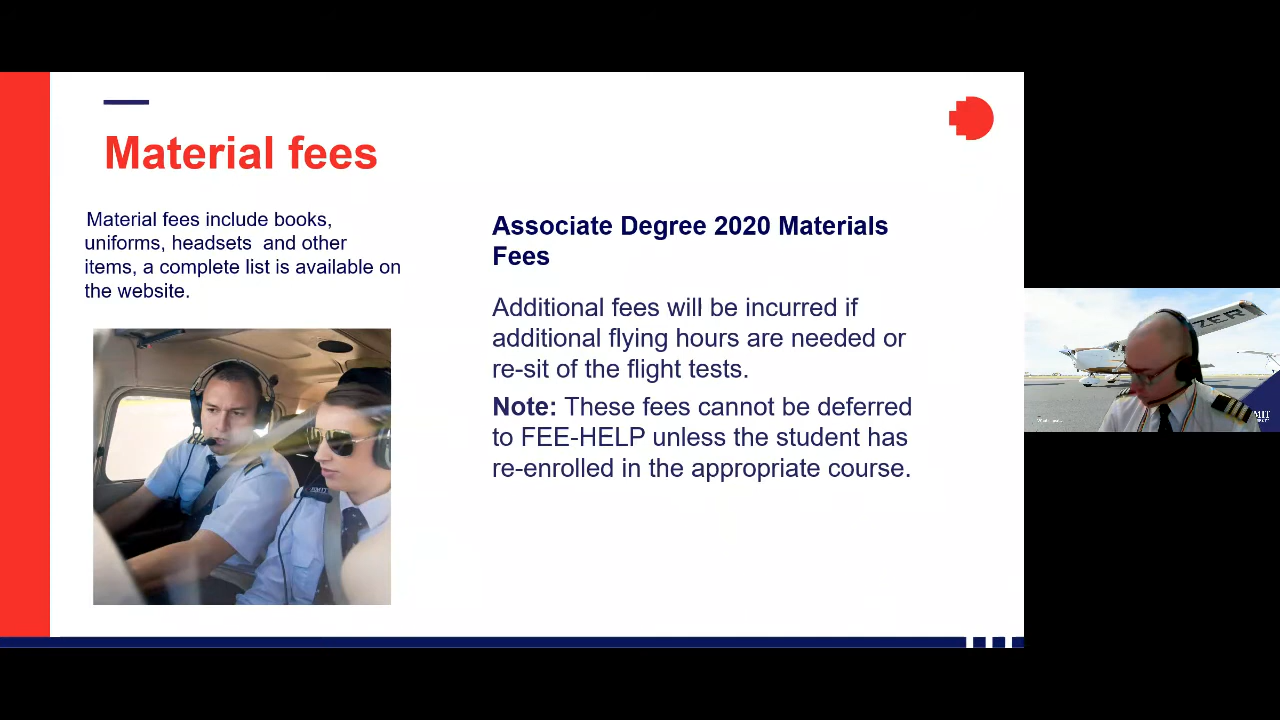 Material fees
Material fees include books,
uniforms, headsets and other
items, a complete list is available on
the website.
Associate Degree 2020 Materials
Fees
Additional fees will be incurred if
additional flying hours are needed or
re-sit of the flight tests.
Note: These fees cannot be deferred
to FEE-HELP unless the student has
re-enrolled in the appropriate course.
ZER
MIT